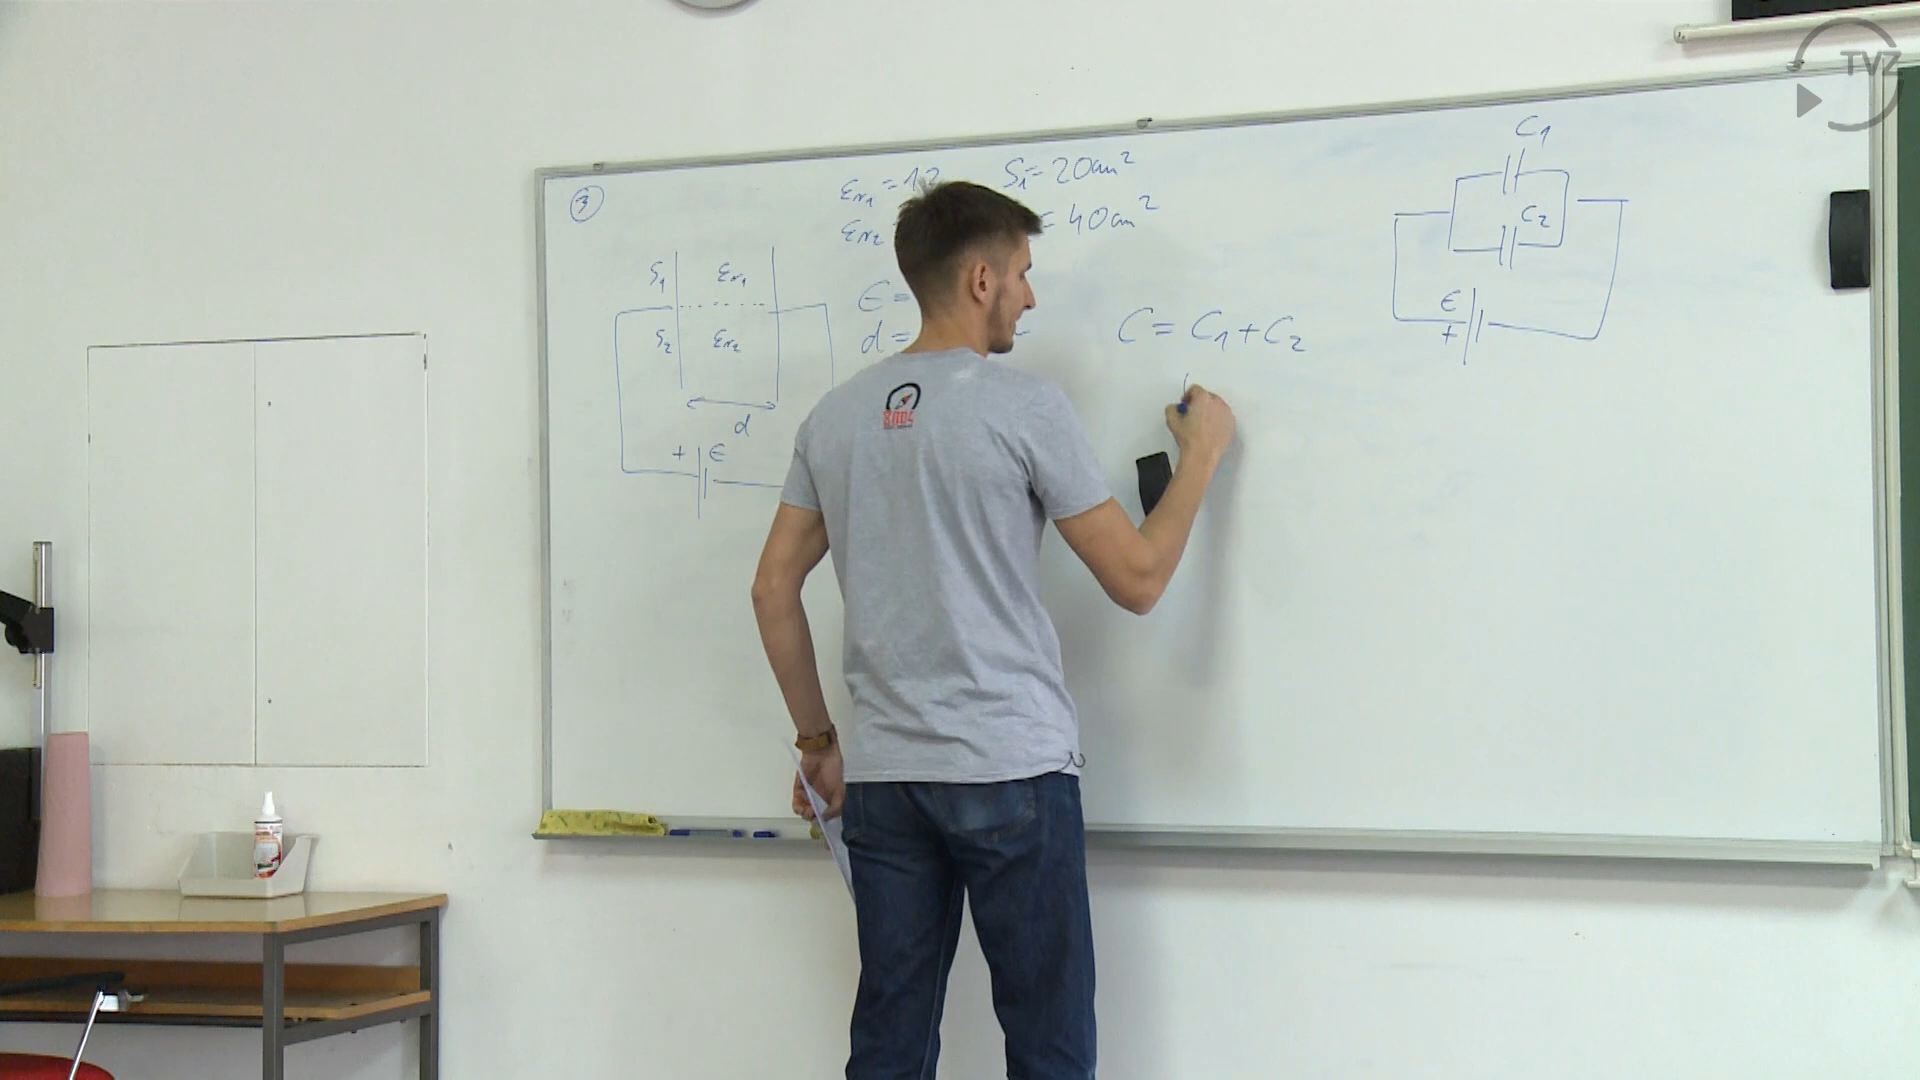 TVZ
③
εr1 = 12 S1 = 20cm²
εr2 = 40cm²
S1 εr1
S2 εr2
d
+ E
E =
d =
C = C1 + C2
C1
C2
E
+